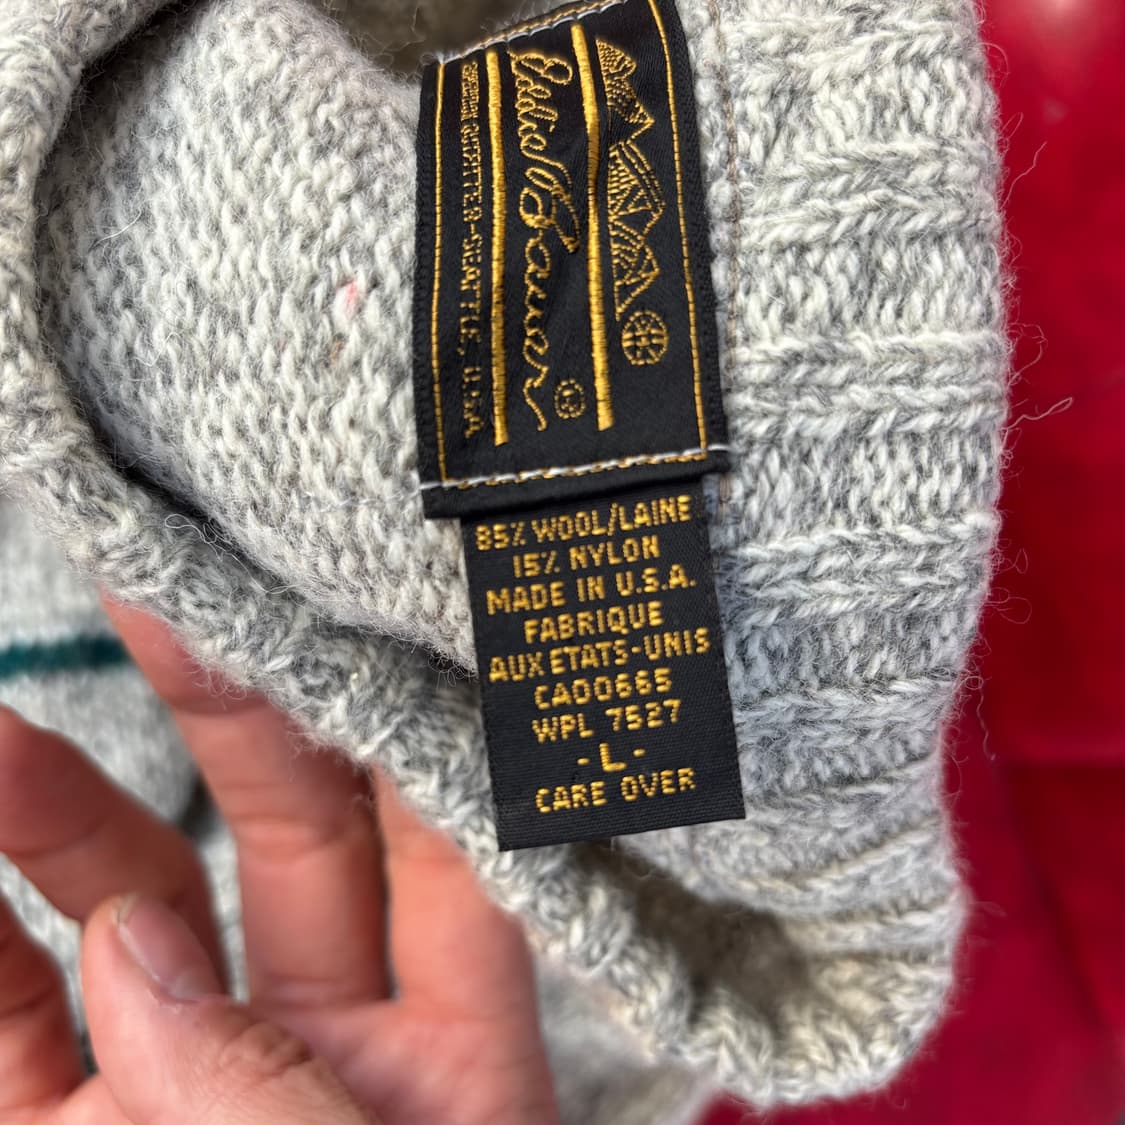 Eddie Bauer
EXPEDITION OUTFITTER-SEATTLE, U.S.A.
85% WOOL/LAINE
15% NYLON
MADE IN U.S.A.
FABRIQUE
AUX ETATS-UNIS
CA00665
WPL 7527
-L-
CARE OVER